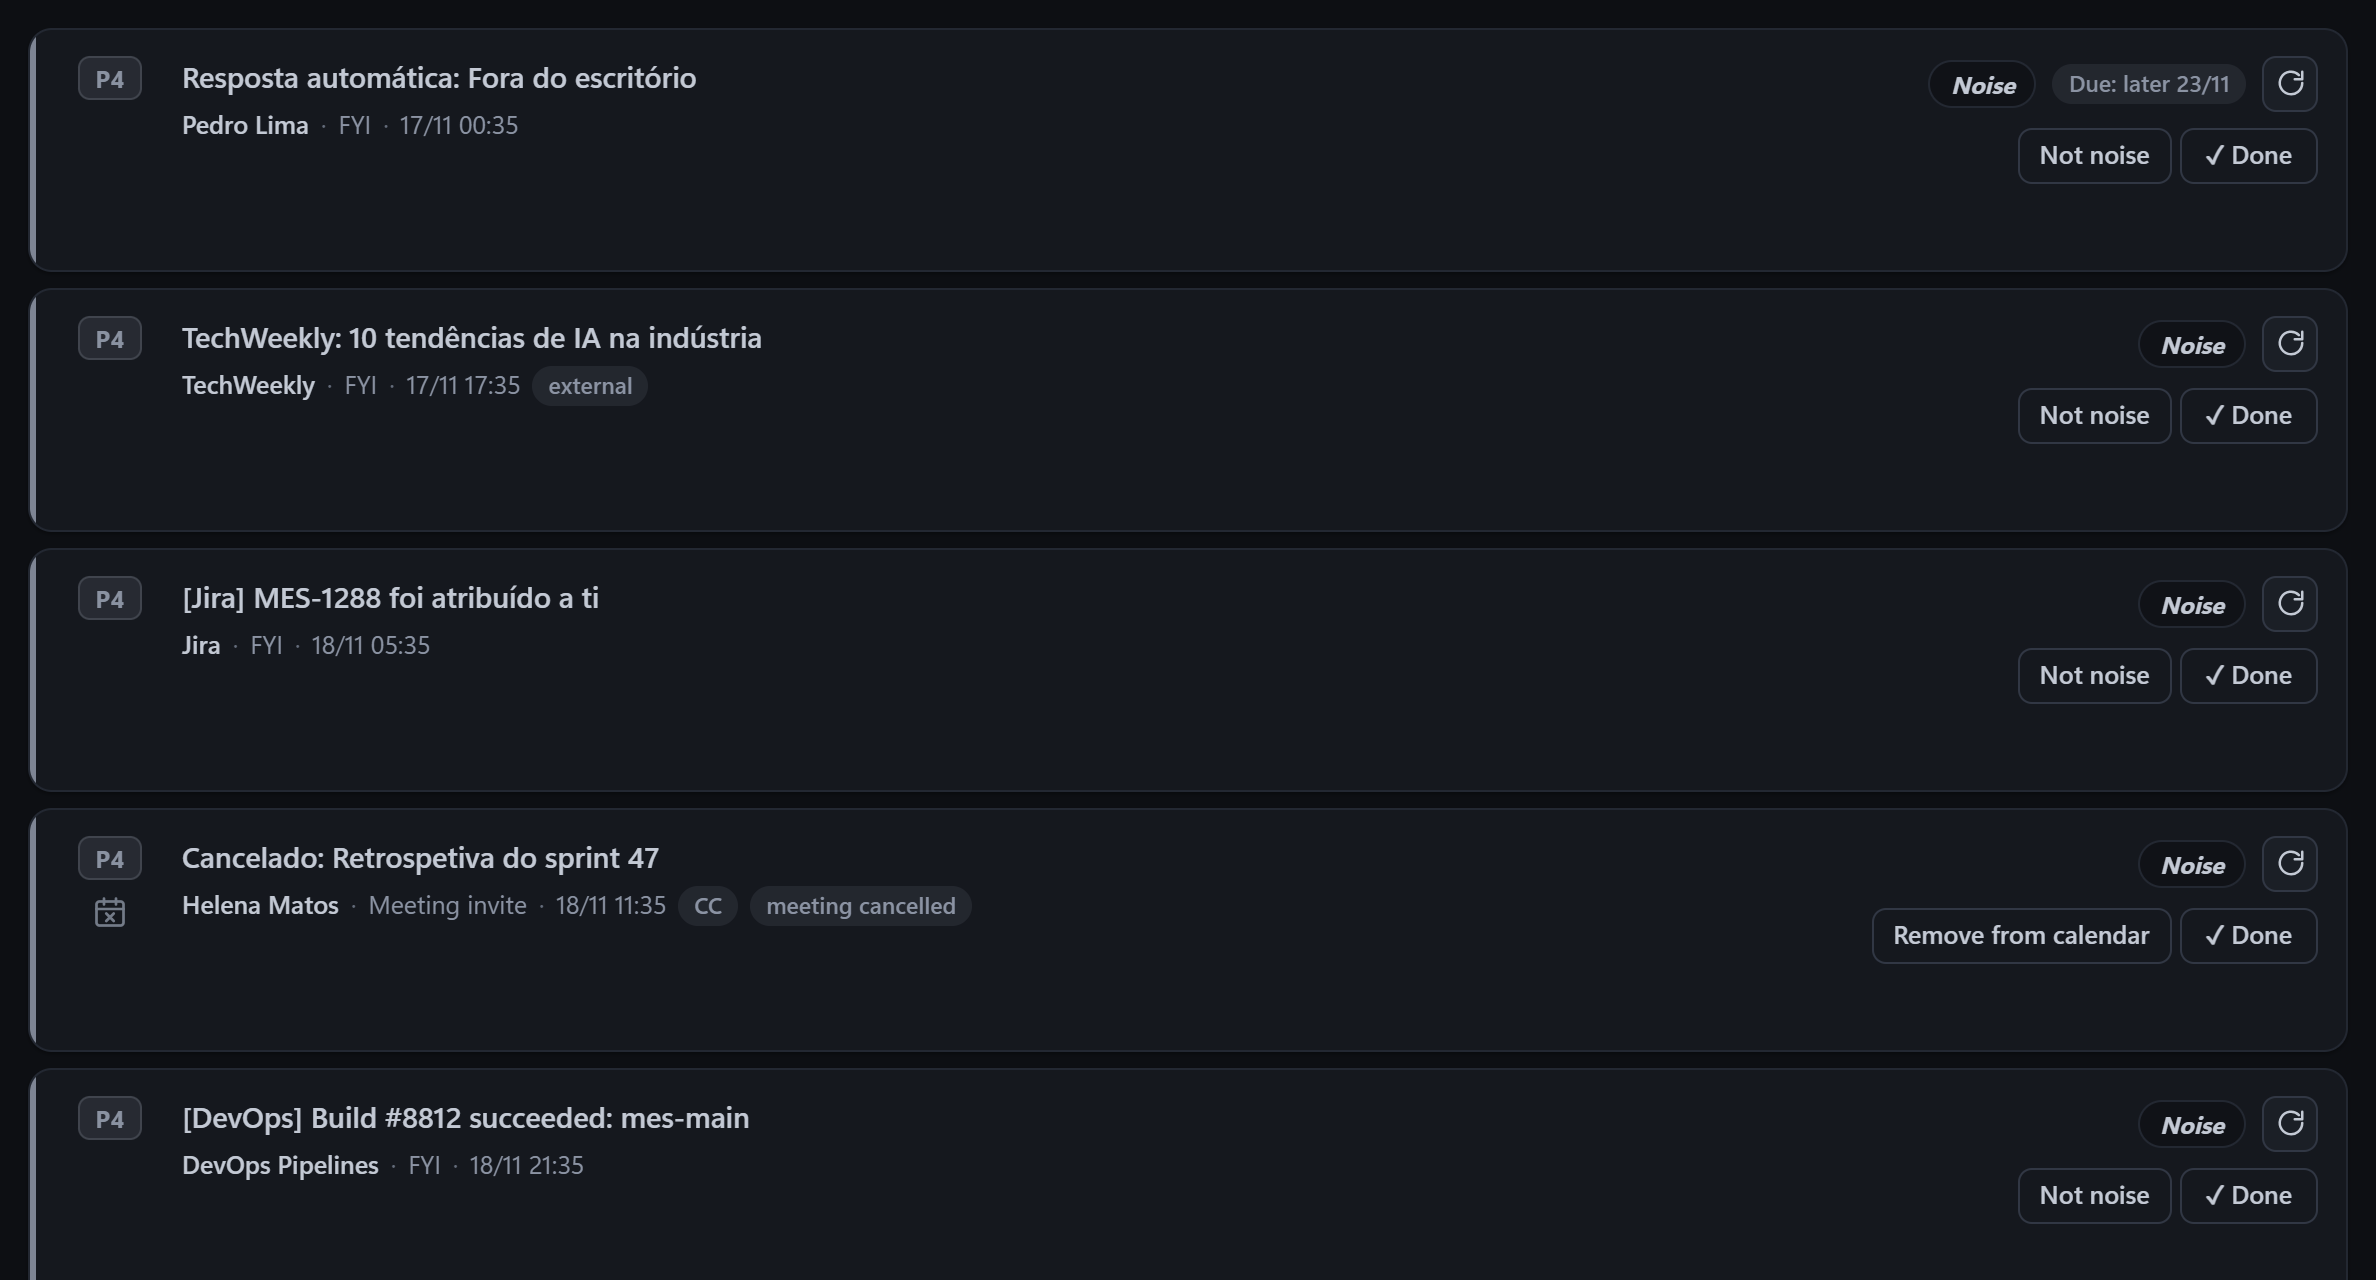 P4 Resposta automática: Fora do escritório Noise Due: later 23/11
Pedro Lima · FYI · 17/11 00:35
Not noise ✓ Done
P4 TechWeekly: 10 tendências de IA na indústria Noise
TechWeekly · FYI · 17/11 17:35 external
Not noise ✓ Done
P4 [Jira] MES-1288 foi atribuído a ti Noise
Jira · FYI · 18/11 05:35
Not noise ✓ Done
P4 Cancelado: Retrospetiva do sprint 47 Noise
Helena Matos · Meeting invite · 18/11 11:35 CC meeting cancelled
Remove from calendar ✓ Done
P4 [DevOps] Build #8812 succeeded: mes-main Noise
DevOps Pipelines · FYI · 18/11 21:35
Not noise ✓ Done